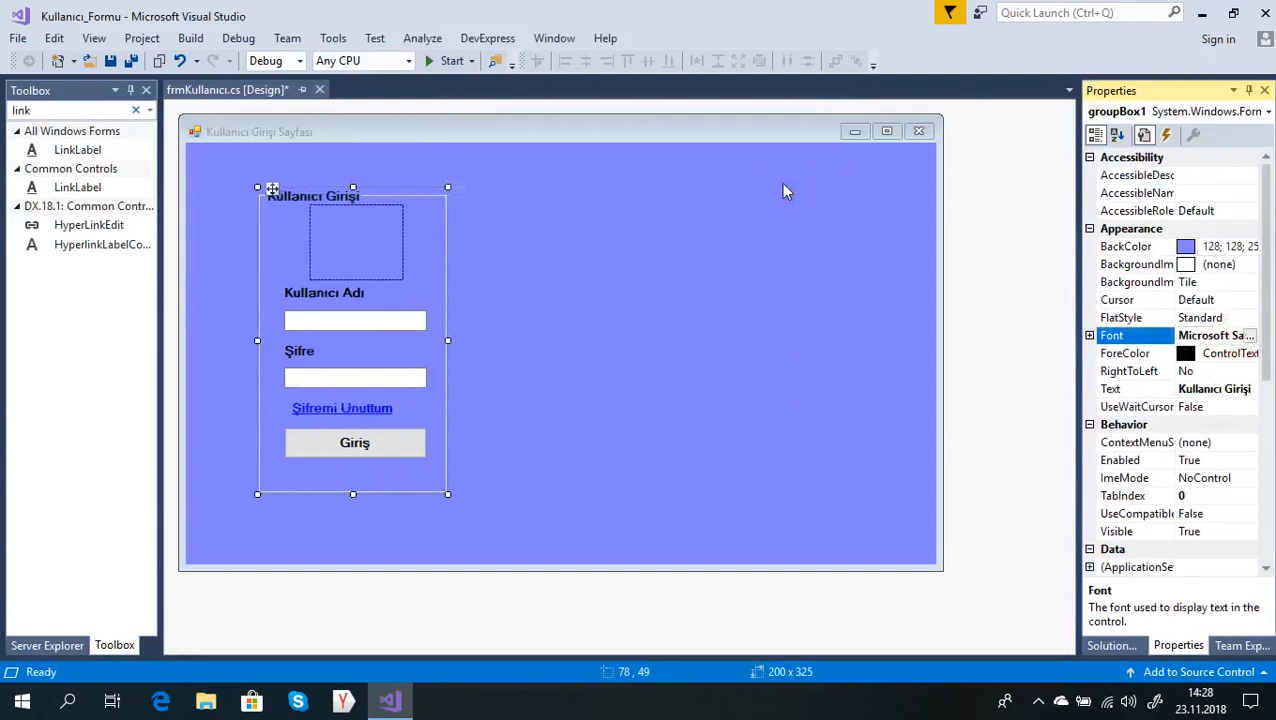 Kullanıcı_Formu - Microsoft Visual Studio
Quick Launch (Ctrl+Q)
File Edit View Project Build Debug Team Tools Test Analyze DevExpress Window Help
Sign in
Debug Any CPU Start
Toolbox
frmKullanıcı.cs [Design]*
Properties
link
groupBox1 System.Windows.Forn
All Windows Forms
LinkLabel
Common Controls
LinkLabel
DX.18.1: Common Contr...
HyperLinkEdit
HyperlinkLabelCo...
Kullanıcı Girişi Sayfası
Kullanıcı Girişi
Kullanıcı Adı
Şifre
Şifremi Unuttum
Giriş
Accessibility
AccessibleDesc
AccessibleNam
AccessibleRole Default
Appearance
BackColor 128; 128; 25
BackgroundIm (none)
BackgroundIm Tile
Cursor Default
FlatStyle Standard
Font Microsoft Sa ...
ForeColor ControlText
RightToLeft No
Text Kullanıcı Girişi
UseWaitCursor False
Behavior
ContextMenuS (none)
Enabled True
ImeMode NoControl
TabIndex 0
UseCompatible False
Visible True
Data
(ApplicationSe
Font
The font used to display text in the
control.
Server Explorer Toolbox
Solution... Properties Team Exp...
Ready
78 , 49
200 x 325
Add to Source Control
14:28
23.11.2018